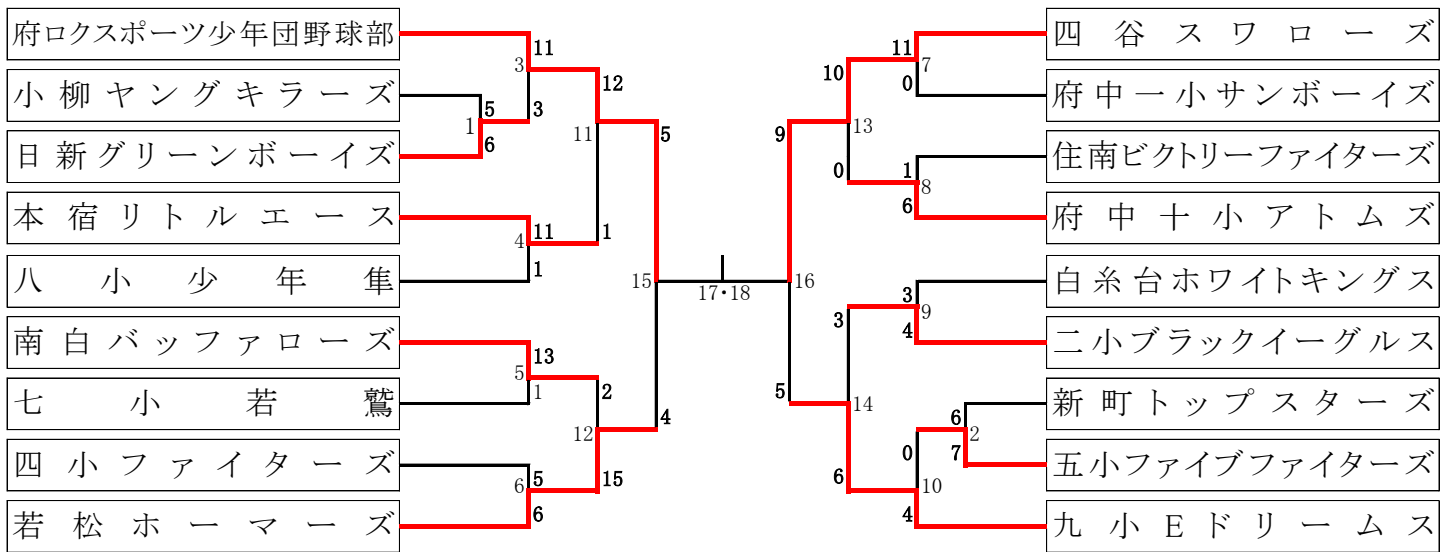 府ロクスポーツ少年団野球部
小柳ヤングキラーズ
日新グリーンボーイズ
本宿リトルエース
八小少年隼
南白バッファローズ
七小若鷲
四小ファイターズ
若松ホーマーズ
11
3
3
5
1
6
11
4
1
13
5
1
5
6
6
12
11
1
2
12
15
5
15
4
17・18
9
16
5
10
13
0
3
14
6
11
7
0
1
8
6
3
9
4
6
2
7
0
10
4
四谷スワローズ
府中一小サンボーイズ
住南ビクトリーファイターズ
府中十小アトムズ
白糸台ホワイトキングス
二小ブラックイーグルス
新町トップスターズ
五小ファイブファイターズ
九小Eドリームス